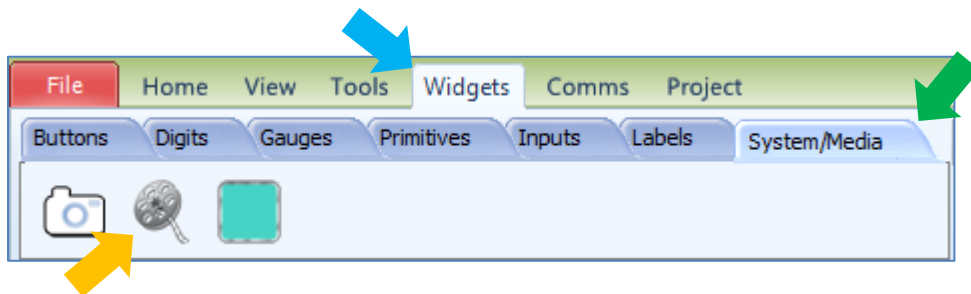 File Home View Tools Widgets Comms Project
Buttons Digits Gauges Primitives Inputs Labels System/Media